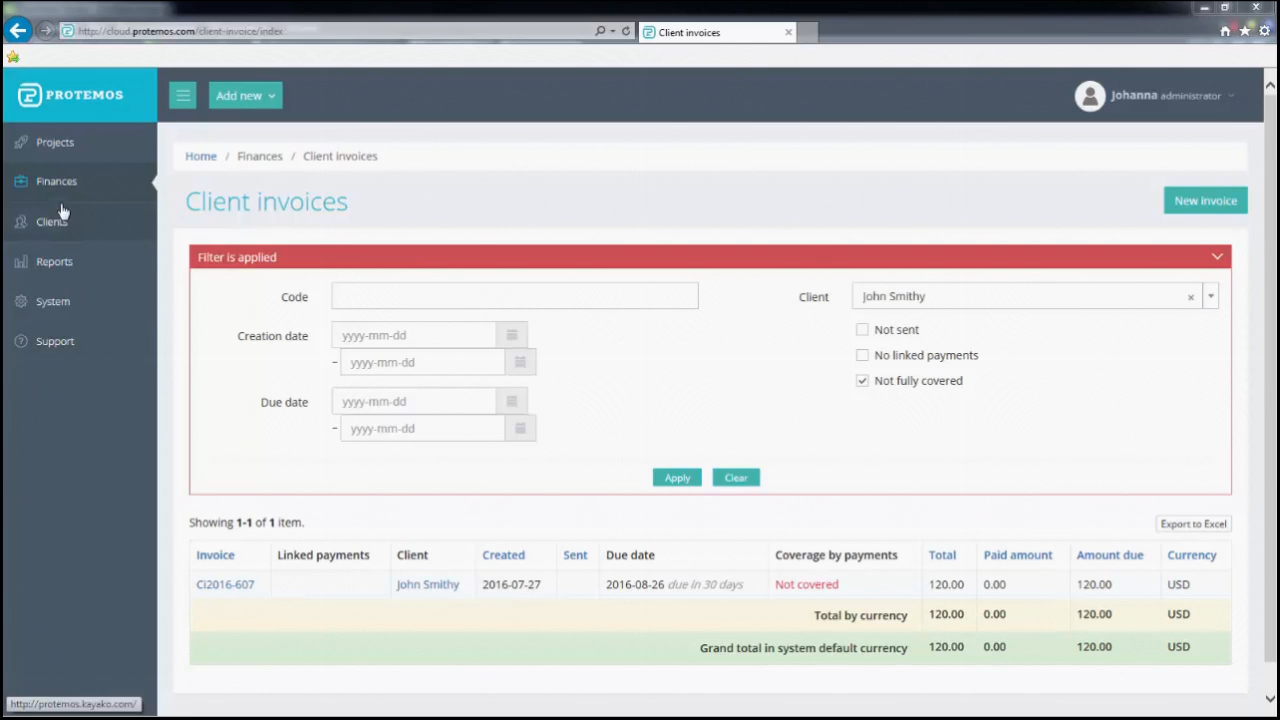 http://cloud.protemos.com/client-invoice/index
Client invoices
PROTEMOS
Add new
Johanna administrator
Projects
Finances
Clients
Reports
System
Support
Home / Finances / Client invoices
Client invoices
New Invoice
Filter is applied
Code
Client
John Smithy
Creation date
yyyy-mm-dd
- yyyy-mm-dd
Not sent
No linked payments
Not fully covered
Due date
yyyy-mm-dd
- yyyy-mm-dd
Apply
Clear
Showing 1-1 of 1 item.
Export to Excel
Invoice Linked payments Client Created Sent Due date Coverage by payments Total Paid amount Amount due Currency
Ci2016-607 John Smithy 2016-07-27 2016-08-26 due in 30 days Not covered 120.00 0.00 120.00 USD
Total by currency 120.00 0.00 120.00 USD
Grand total in system default currency 120.00 0.00 120.00 USD
http://protemos.kayako.com/